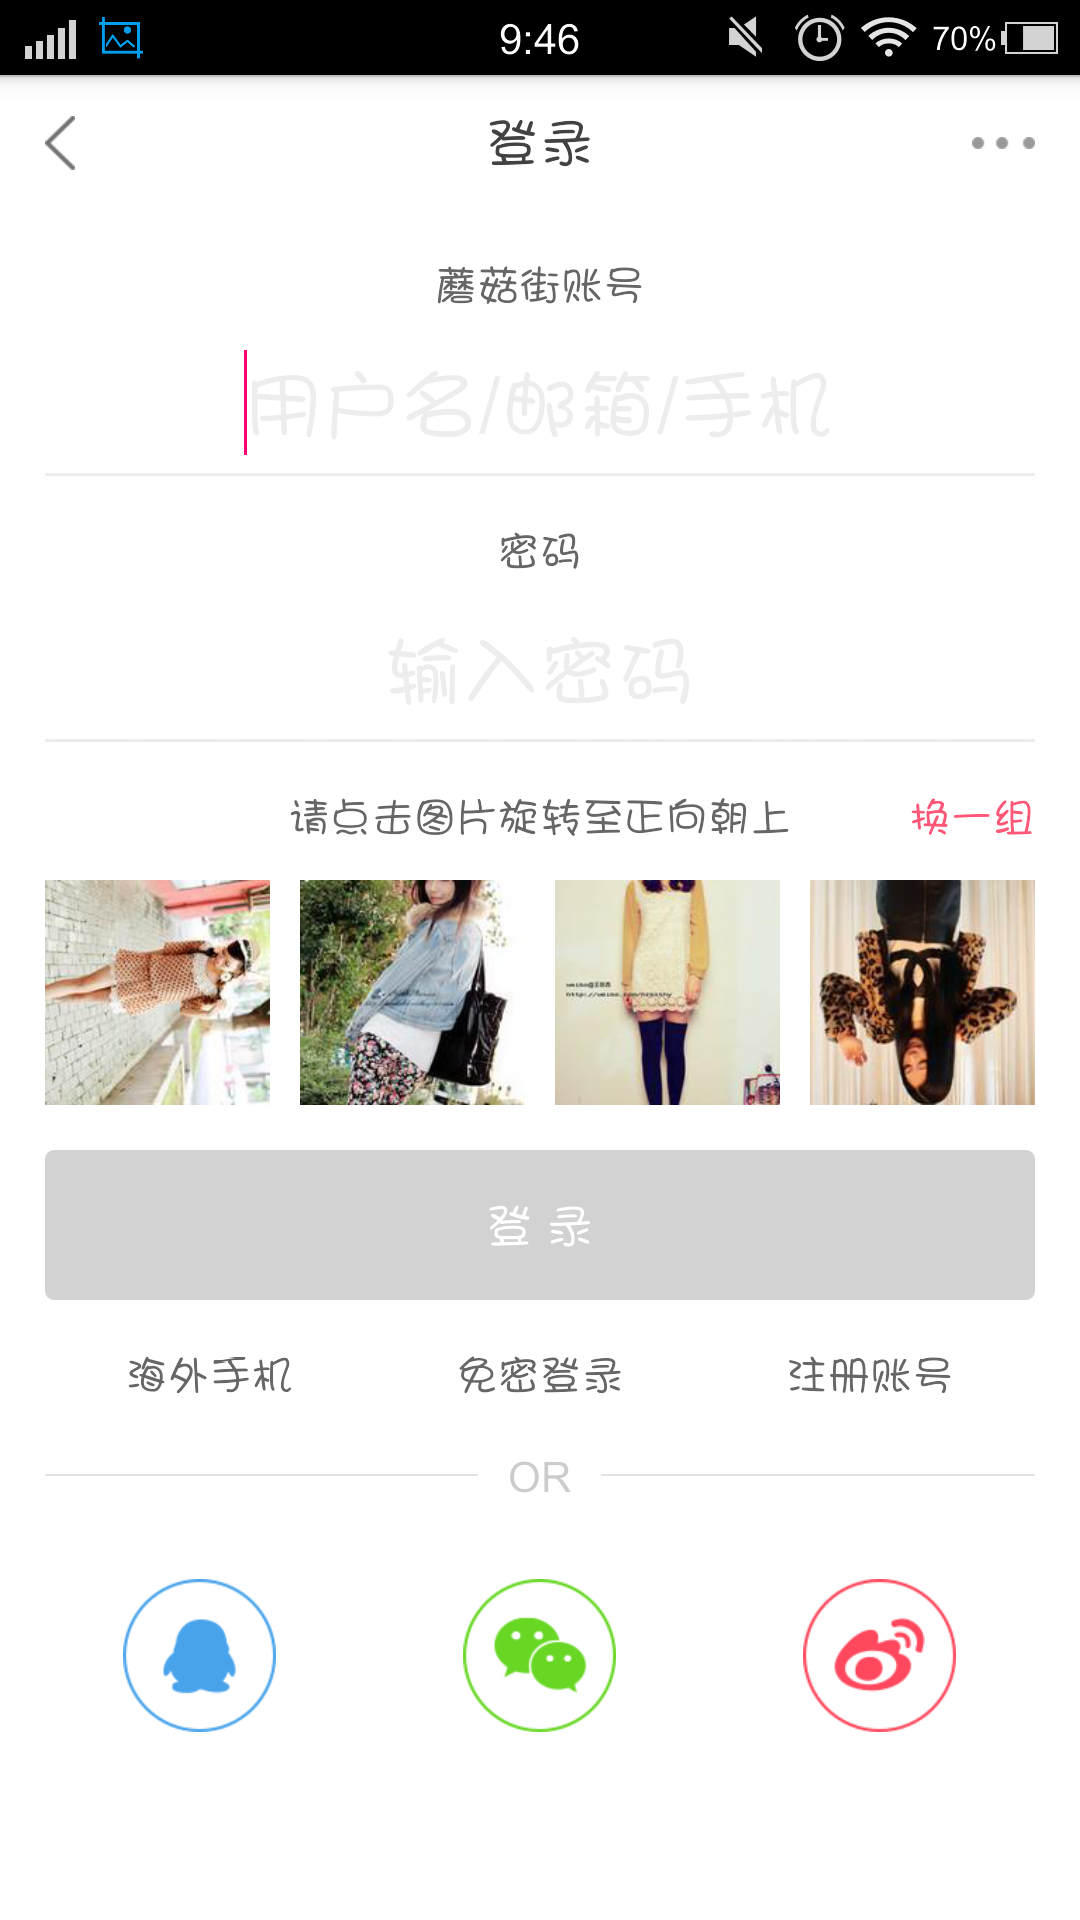 9:46
70%
登录
蘑菇街账号
用户名/邮箱/手机
密码
输入密码
请点击图片旋转至正向朝上
换一组
登 录
海外手机
免密登录
注册账号
OR